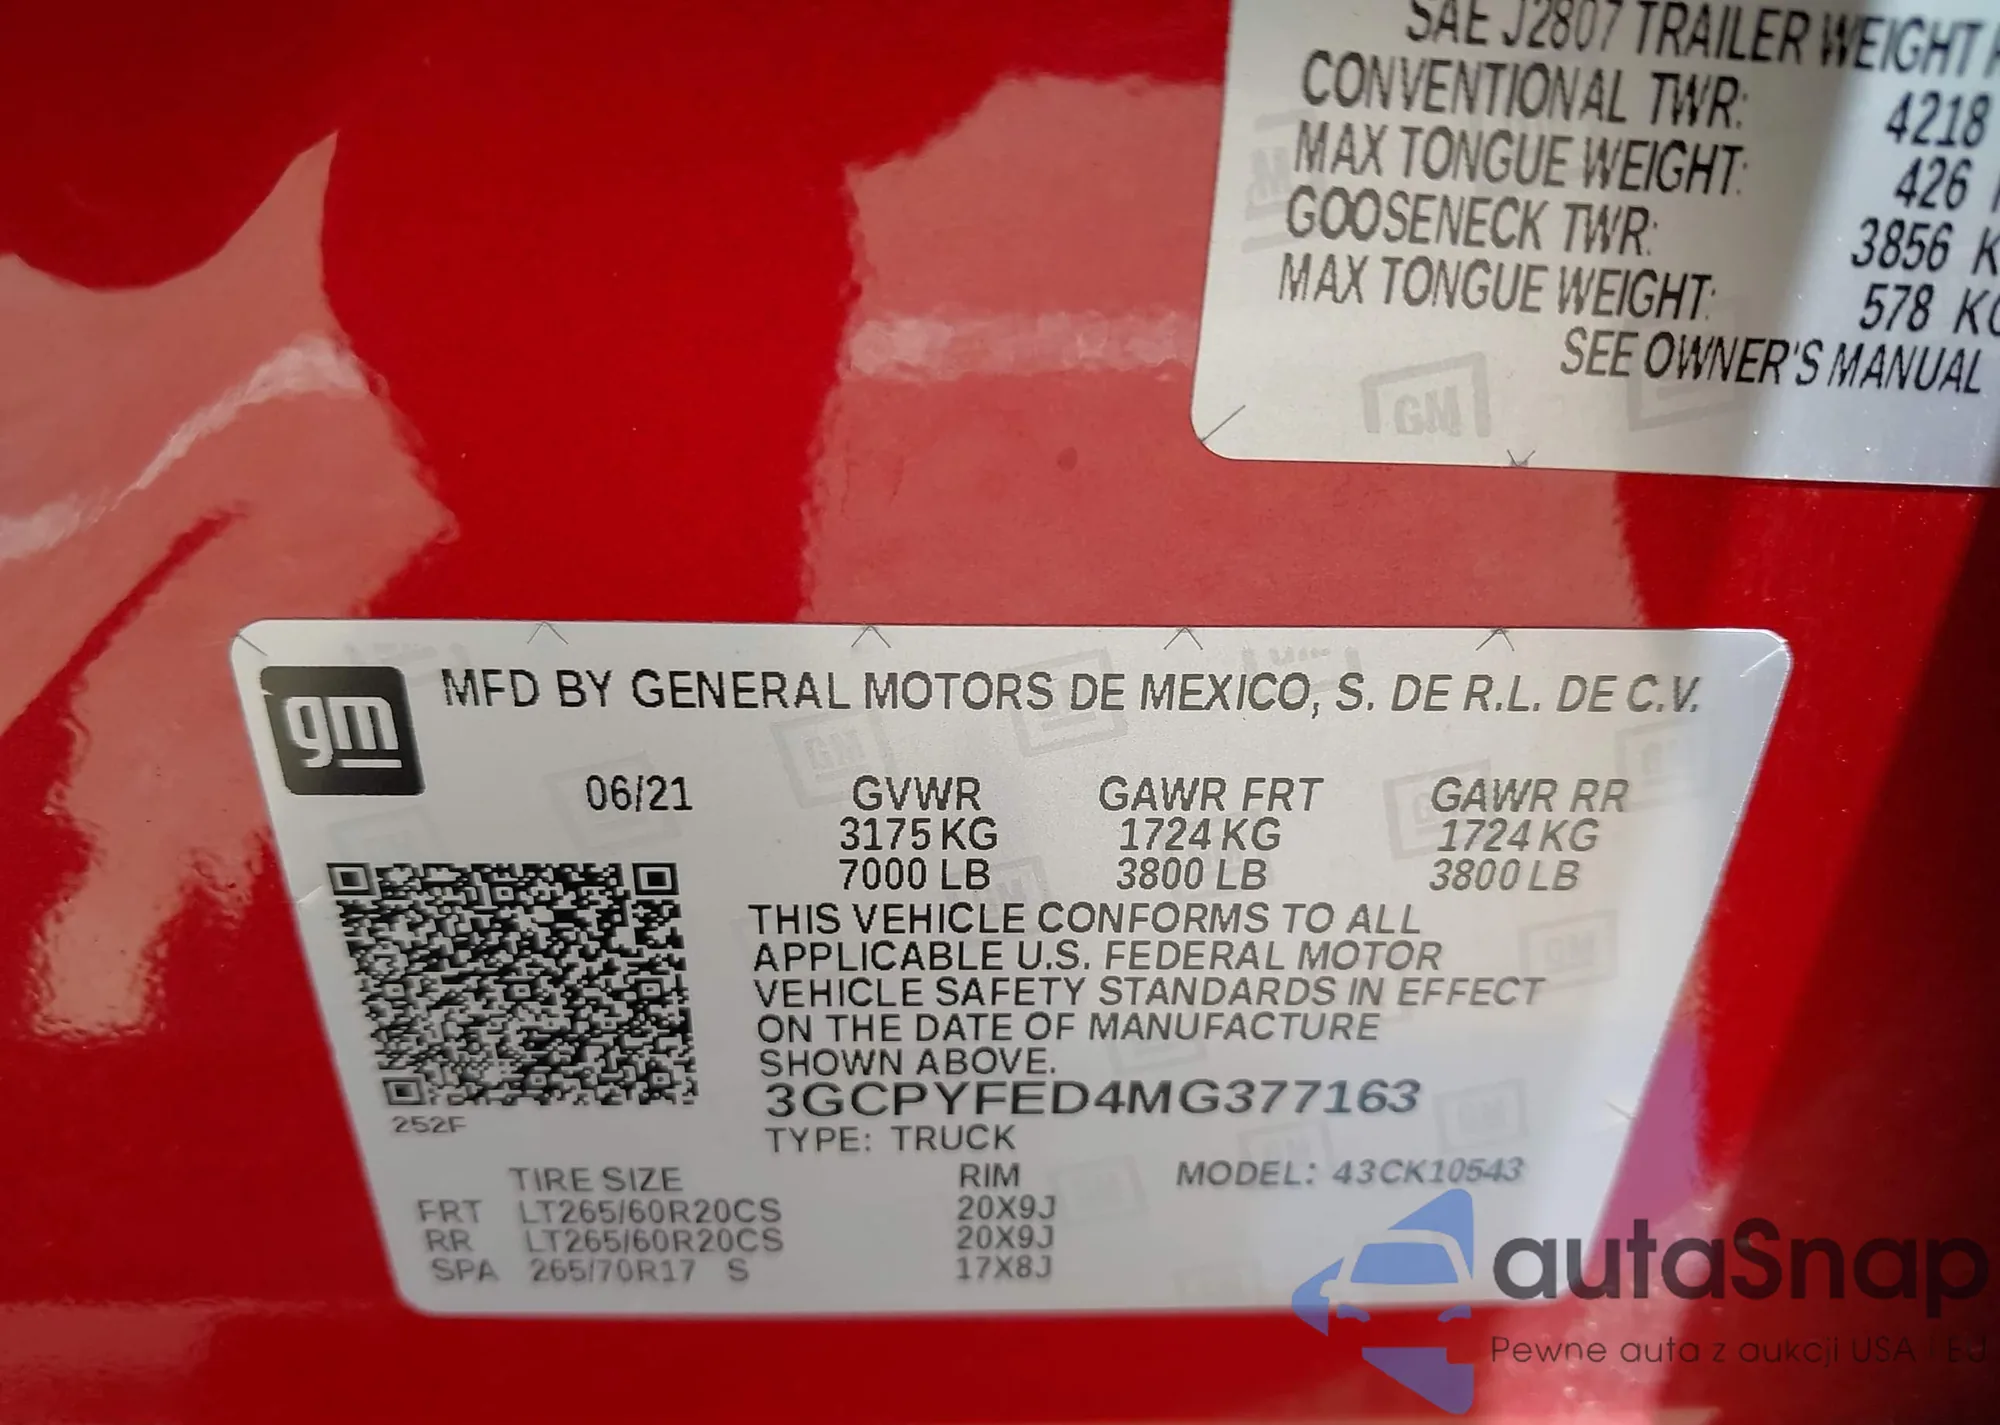 SAE J2807 TRAILER WEIGHT
CONVENTIONAL TWR: 4218
MAX TONGUE WEIGHT: 426
GOOSENECK TWR: 3856 K
MAX TONGUE WEIGHT: 578 KG
SEE OWNER'S MANUAL
GM
gm
MFD BY GENERAL MOTORS DE MEXICO, S. DE R.L. DE C.V.
06/21 GVWR GAWR FRT GAWR RR
3175 KG 1724 KG 1724 KG
7000 LB 3800 LB 3800 LB
THIS VEHICLE CONFORMS TO ALL
APPLICABLE U.S. FEDERAL MOTOR
VEHICLE SAFETY STANDARDS IN EFFECT
ON THE DATE OF MANUFACTURE
SHOWN ABOVE.
3GCPYFED4MG377163
252F
TYPE: TRUCK
TIRE SIZE RIM MODEL: 43CK10543
FRT LT265/60R20CS 20X9J
RR LT265/60R20CS 20X9J
SPA 265/70R17 S 17X8J
autaSnap
Pewne auta z aukcji USA i EU